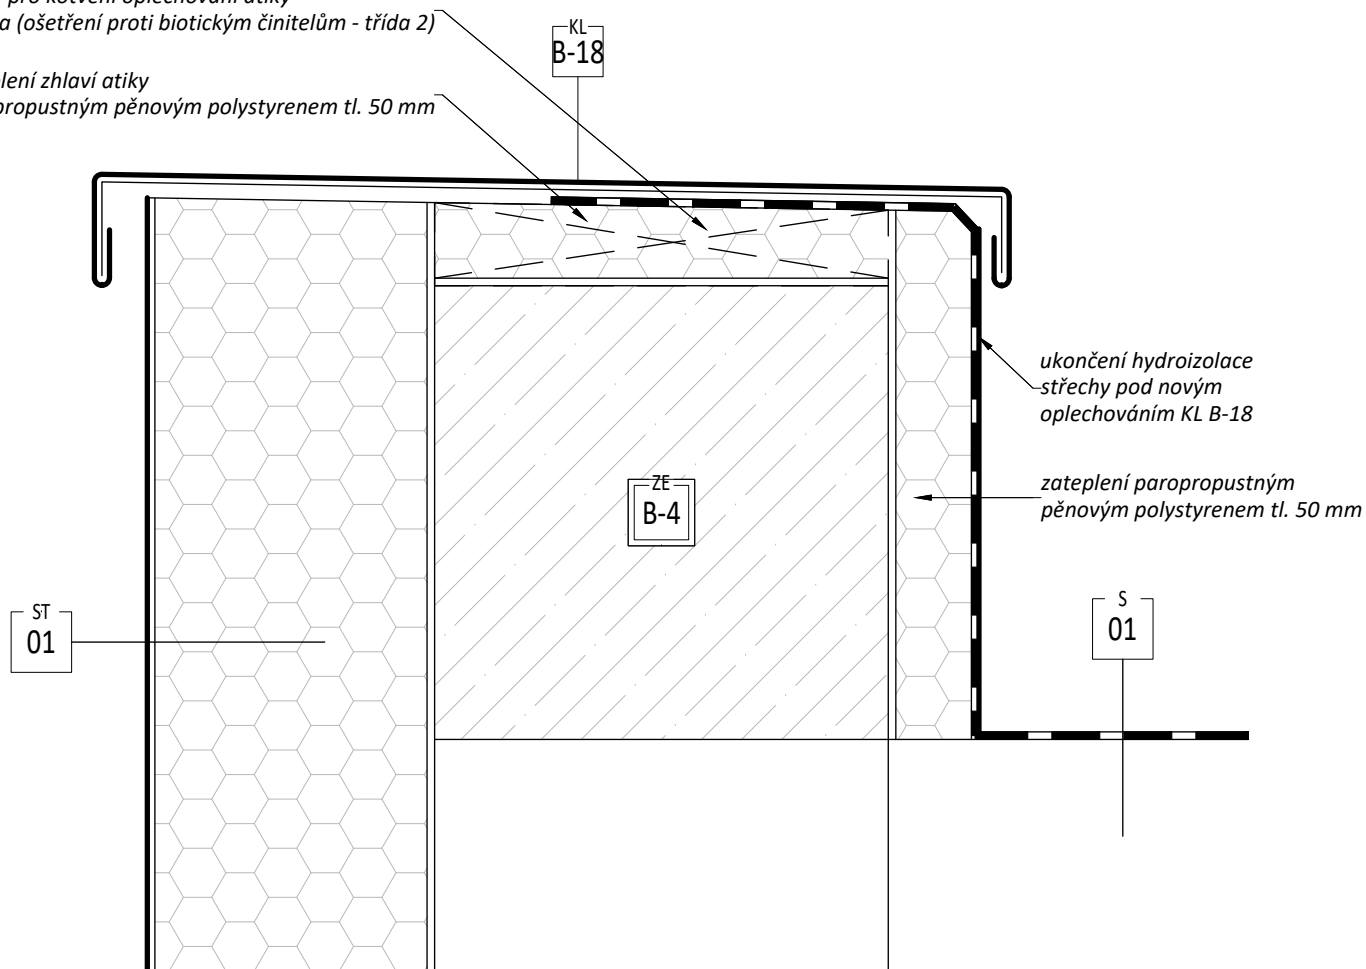 pro kotvení oplechování atiky
(ošetření proti biotickým činitelům - třída 2)
zhlaví atiky
pěnovým polystyrenem tl. 50 mm
KL
B-18
ukončení hydroizolace
střechy pod novým
oplechováním KL B-18
ZE
B-4
zateplení paropropustným
pěnovým polystyrenem tl. 50 mm
ST
01
S
01